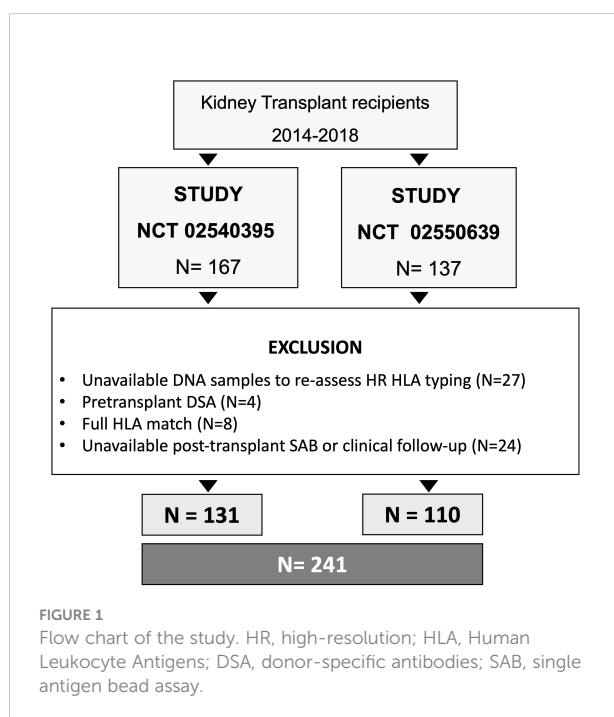 Kidney Transplant recipients
2014-2018
STUDY
NCT 02540395
N= 167
STUDY
NCT 02550639
N= 137
EXCLUSION
• Unavailable DNA samples to re-assess HR HLA typing (N=27)
• Pretransplant DSA (N=4)
• Full HLA match (N=8)
• Unavailable post-transplant SAB or clinical follow-up (N=24)
N = 131
N = 110
N= 241
FIGURE 1
Flow chart of the study. HR, high-resolution; HLA, Human
Leukocyte Antigens; DSA, donor-specific antibodies; SAB, single
antigen bead assay.